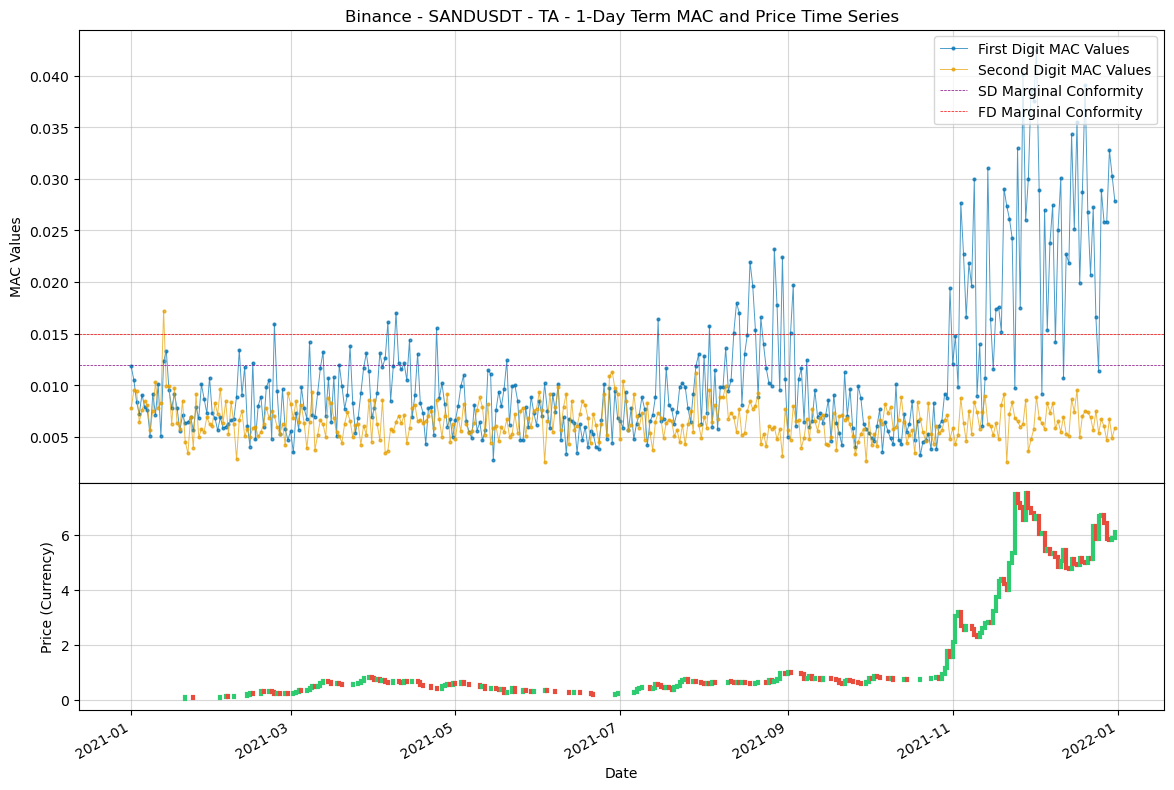 Binance - SANDUSDT - TA - 1-Day Term MAC and Price Time Series
First Digit MAC Values
Second Digit MAC Values
SD Marginal Conformity
FD Marginal Conformity
MAC Values
0.040
0.035
0.030
0.025
0.020
0.015
0.010
0.005
Price (Currency)
6
4
2
0
2021-01
2021-03
2021-05
2021-07
2021-09
2021-11
2022-01
Date